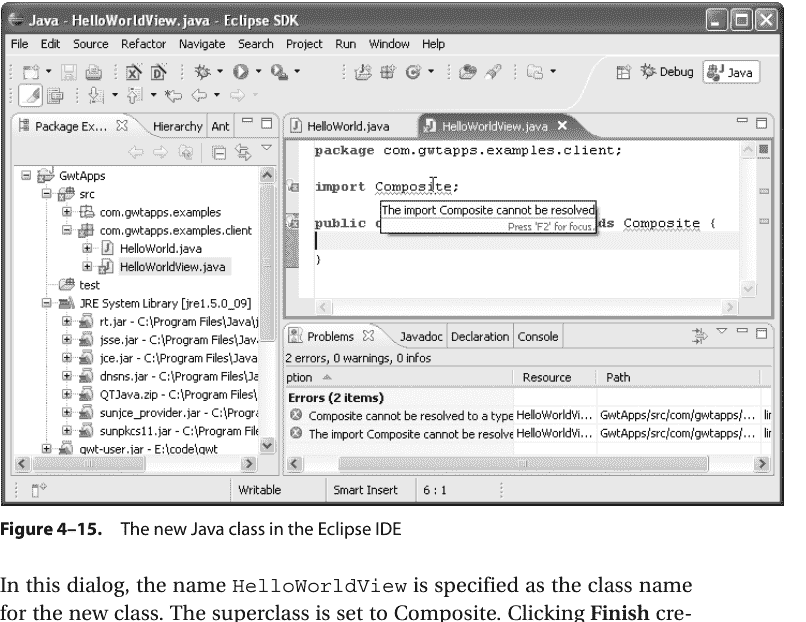 Java - HelloWorldView.java - Eclipse SDK
File Edit Source Refactor Navigate Search Project Run Window Help
Debug Java
Package Ex... Hierarchy Ant
HelloWorld.java HelloWorldView.java
GwtApps
src
com.gwtapps.examples
com.gwtapps.examples.client
HelloWorld.java
HelloWorldView.java
test
JRE System Library [jre1.5.0_09]
rt.jar - C:\Program Files\Java\j
jsse.jar - C:\Program Files\Java
jce.jar - C:\Program Files\Java
dnsns.jar - C:\Program Files\Ja
QTJava.zip - C:\Program Files\
sunjce_provider.jar - C:\Progra
sunpkcs11.jar - C:\Program File
gwt-user.jar - E:\code\gwt
package com.gwtapps.examples.client;
import Composite;
The import Composite cannot be resolved
Press 'F2' for focus.
public c ds Composite {
}
Problems Javadoc Declaration Console
2 errors, 0 warnings, 0 infos
ption Resource Path
Errors (2 items)
Composite cannot be resolved to a type HelloWorldVi... GwtApps/src/com/gwtapps/... lin
The import Composite cannot be resolve HelloWorldVi... GwtApps/src/com/gwtapps/... lin
Writable Smart Insert 6 : 1
Figure 4–15. The new Java class in the Eclipse IDE
In this dialog, the name HelloWorldView is specified as the class name
for the new class. The superclass is set to Composite. Clicking Finish cre-